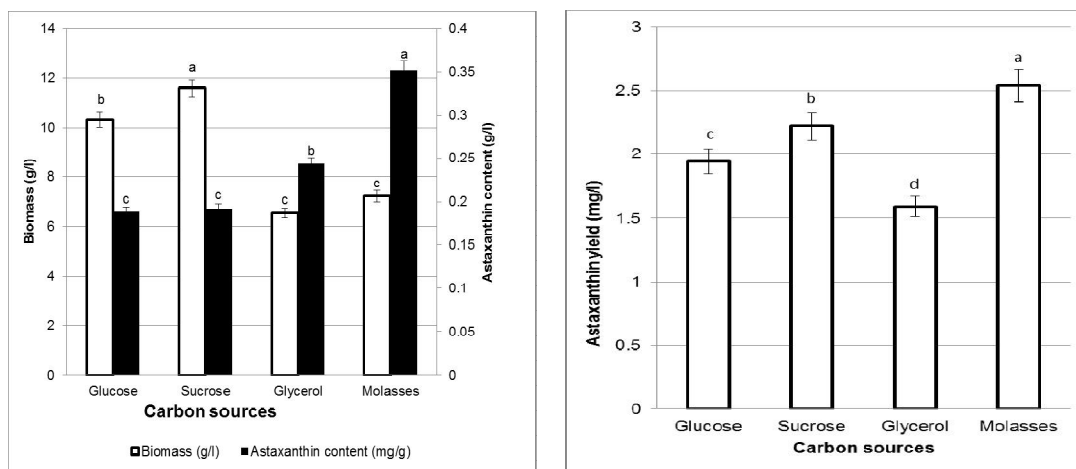 14
12
10
8
6
4
2
0
Biomass (g/l)
0.4
0.35
0.3
0.25
0.2
0.15
0.1
0.05
0
Astaxanthin content (g/l)
b
c
a
c
c
b
c
a
Glucose Sucrose Glycerol Molasses
Carbon sources
Biomass (g/l) Astaxanthin content (mg/g)
3
2.5
2
1.5
1
0.5
0
Astaxanthin yield (mg/l)
c
b
d
a
Glucose Sucrose Glycerol Molasses
Carbon sources